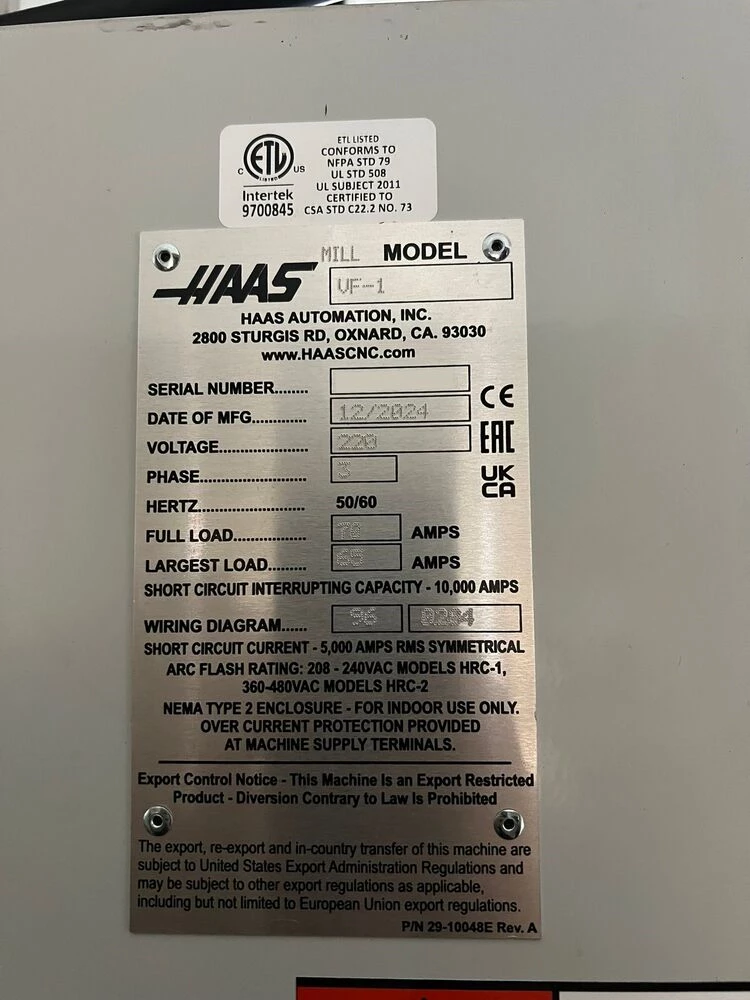 ETL LISTED
CONFORMS TO
NFPA STD 79
UL STD 508
UL SUBJECT 2011
CERTIFIED TO
CSA STD C22.2 NO. 73
C ETL US
LISTED
Intertek
9700845
MILL MODEL
HAAS VF-1
HAAS AUTOMATION, INC.
2800 STURGIS RD, OXNARD, CA. 93030
www.HAASCNC.com
SERIAL NUMBER........
DATE OF MFG............. 12/2024
VOLTAGE..................... 220
PHASE......................... 3
HERTZ......................... 50/60
FULL LOAD................. 70 AMPS
LARGEST LOAD......... 65 AMPS
CE
EAC
UK
CA
SHORT CIRCUIT INTERRUPTING CAPACITY - 10,000 AMPS
WIRING DIAGRAM...... 96 0284
SHORT CIRCUIT CURRENT - 5,000 AMPS RMS SYMMETRICAL
ARC FLASH RATING: 208 - 240VAC MODELS HRC-1,
360-480VAC MODELS HRC-2
NEMA TYPE 2 ENCLOSURE - FOR INDOOR USE ONLY.
OVER CURRENT PROTECTION PROVIDED
AT MACHINE SUPPLY TERMINALS.
Export Control Notice - This Machine Is an Export Restricted
Product - Diversion Contrary to Law Is Prohibited
The export, re-export and in-country transfer of this machine are
subject to United States Export Administration Regulations and
may be subject to other export regulations as applicable,
including but not limited to European Union export regulations.
P/N 29-10048E Rev. A